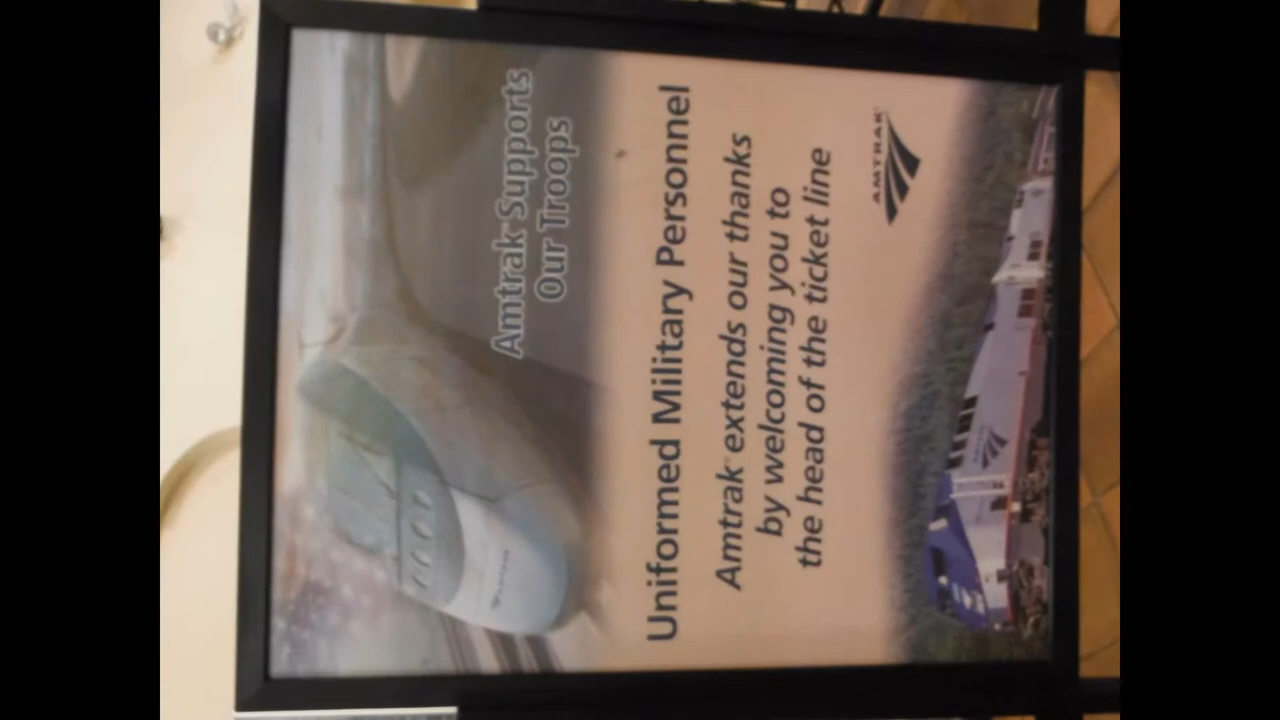 Amtrak Supports
Our Troops
Uniformed Military Personnel
Amtrak extends our thanks
by welcoming you to
the head of the ticket line
AMTRAK